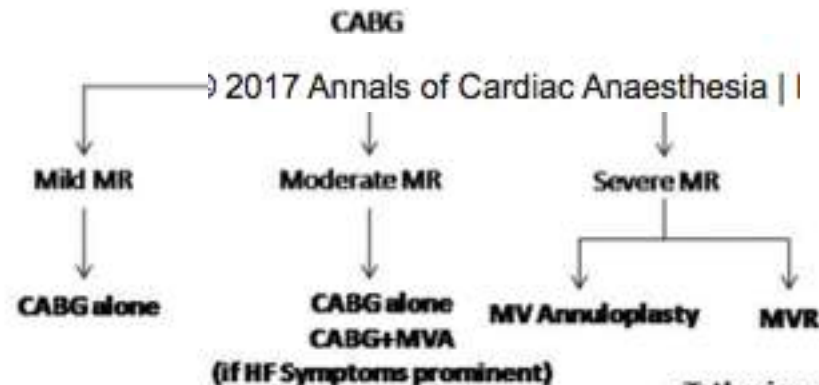 CABG
© 2017 Annals of Cardiac Anaesthesia |
Mild MR
Moderate MR
Severe MR
CABG alone
CABG alone
CABG+MVA
(if HF Symptoms prominent)
MV Annuloplasty
MVR